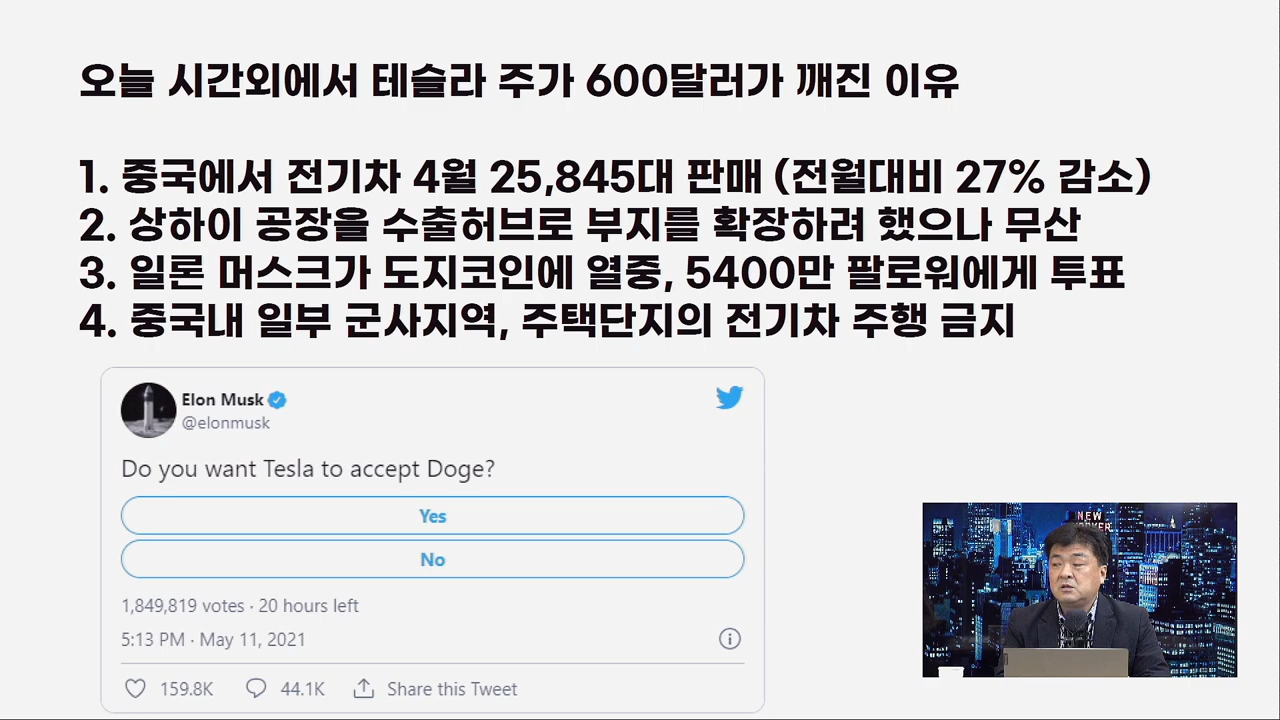 오늘 시간외에서 테슬라 주가 600달러가 깨진 이유
1. 중국에서 전기차 4월 25,845대 판매 (전월대비 27% 감소)
2. 상하이 공장을 수출허브로 부지를 확장하려 했으나 무산
3. 일론 머스크가 도지코인에 열중, 5400만 팔로워에게 투표
4. 중국내 일부 군사지역, 주택단지의 전기차 주행 금지
Elon Musk
@elonmusk
Do you want Tesla to accept Doge?
Yes
No
1,849,819 votes · 20 hours left
5:13 PM · May 11, 2021
159.8K 44.1K Share this Tweet
NEW